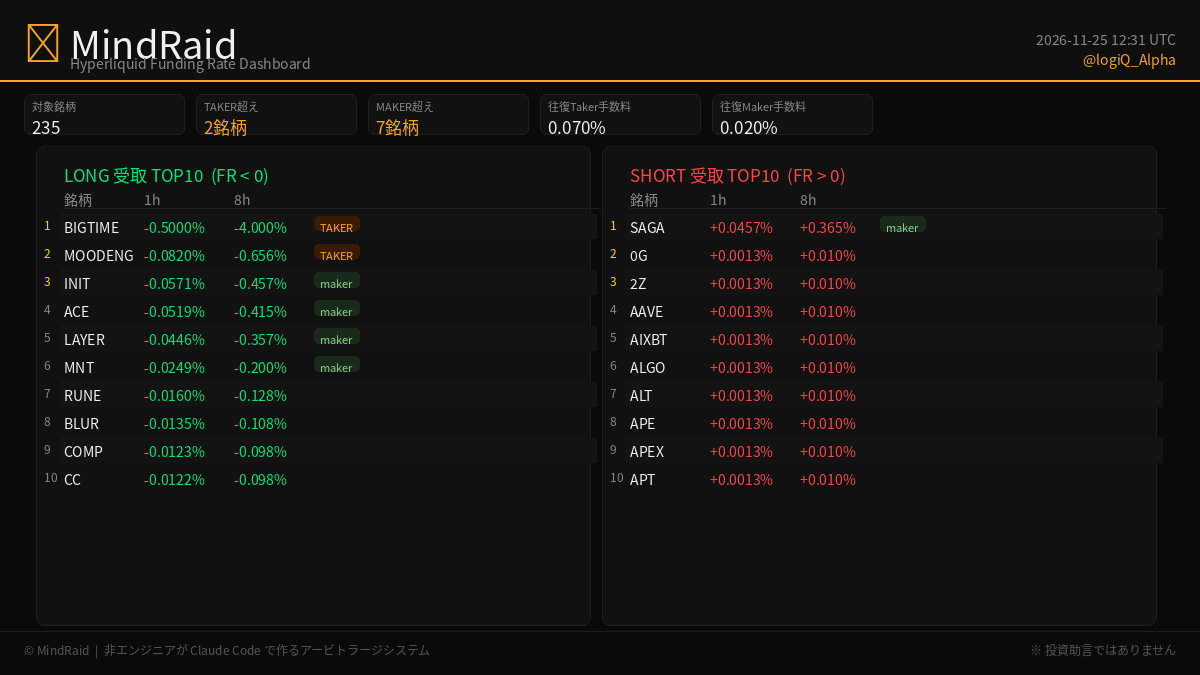 MindRaid
Hyperliquid Funding Rate Dashboard
2026-11-25 12:31 UTC
@logiQ_Alpha
対象銘柄
235
TAKER超え
2銘柄
MAKER超え
7銘柄
往復Taker手数料
0.070%
往復Maker手数料
0.020%
LONG 受取 TOP10 (FR < 0)
銘柄 1h 8h
1 BIGTIME -0.5000% -4.000% TAKER
2 MOODENG -0.0820% -0.656% TAKER
3 INIT -0.0571% -0.457% maker
4 ACE -0.0519% -0.415% maker
5 LAYER -0.0446% -0.357% maker
6 MNT -0.0249% -0.200% maker
7 RUNE -0.0160% -0.128%
8 BLUR -0.0135% -0.108%
9 COMP -0.0123% -0.098%
10 CC -0.0122% -0.098%
SHORT 受取 TOP10 (FR > 0)
銘柄 1h 8h
1 SAGA +0.0457% +0.365% maker
2 0G +0.0013% +0.010%
3 2Z +0.0013% +0.010%
4 AAVE +0.0013% +0.010%
5 AIXBT +0.0013% +0.010%
6 ALGO +0.0013% +0.010%
7 ALT +0.0013% +0.010%
8 APE +0.0013% +0.010%
9 APEX +0.0013% +0.010%
10 APT +0.0013% +0.010%
© MindRaid | 非エンジニアが Claude Code で作るアービトラージシステム
※ 投資助言ではありません